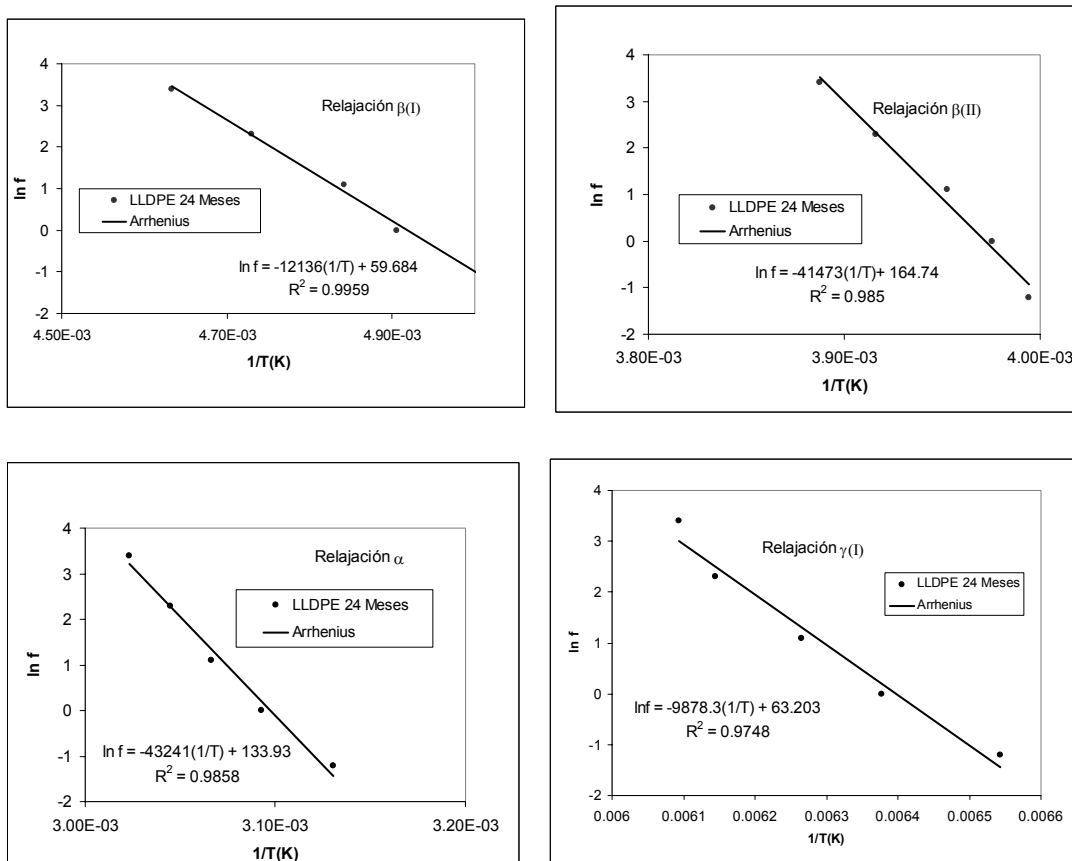 4
3
2
1
0
-1
-2
ln f
Relajación β(I)
LLDPE 24 Meses
Arrhenius
ln f = -12136(1/T) + 59.684
R² = 0.9959
4.50E-03 4.70E-03 4.90E-03
1/T(K)
4
3
2
1
0
-1
-2
ln f
Relajación β(II)
LLDPE 24 Meses
Arrhenius
ln f = -41473(1/T)+ 164.74
R² = 0.985
3.80E-03 3.90E-03 4.00E-03
1/T(K)
4
3
2
1
0
-1
-2
ln f
Relajación α
LLDPE 24 Meses
Arrhenius
ln f = -43241(1/T) + 133.93
R² = 0.9858
3.00E-03 3.10E-03 3.20E-03
1/T(K)
4
3
2
1
0
-1
-2
ln f
Relajación γ(I)
LLDPE 24 Meses
Arrhenius
lnf = -9878.3(1/T) + 63.203
R² = 0.9748
0.006 0.0061 0.0062 0.0063 0.0064 0.0065 0.0066
1/T(K)